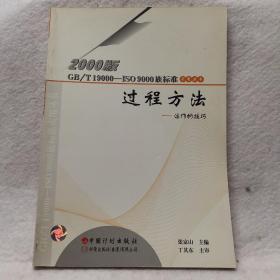 2000版
GB/T 19000—ISO 9000族标准
过程方法
——运作的技巧
中国计划出版社
张家山 主编
丁其东 主审